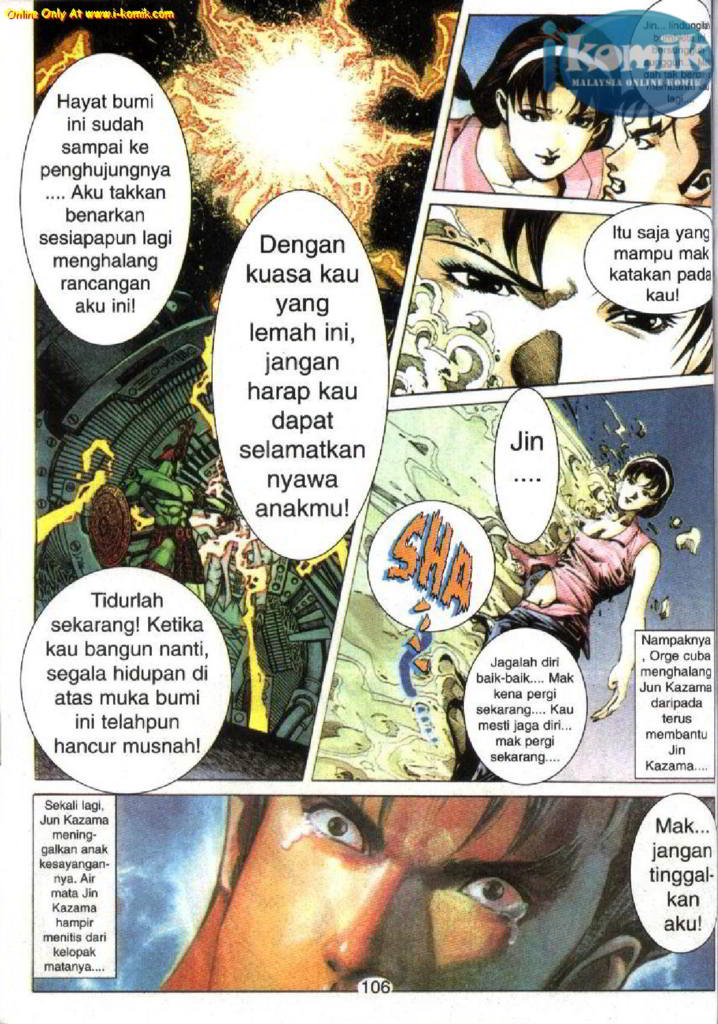 Online Only At www.i-komik.com
Hayat bumi
ini sudah
sampai ke
penghujungnya
.... Aku takkan
benarkan
sesiapapun lagi
menghalang
rancangan
aku ini!
Dengan
kuasa kau
yang
lemah ini,
jangan
harap kau
dapat
selamatkan
nyawa
anakmu!
Tidurlah
sekarang! Ketika
kau bangun nanti,
segala hidupan di
atas muka bumi
ini telahpun
hancur musnah!
Jin... lindungla
lagi....
iKomik
MALAYSIA ONLINE KOMIK
Itu saja yang
mampu mak
katakan pada
kau!
Jin
....
SHA
Jagalah diri
baik-baik.... Mak
kena pergi
sekarang.... Kau
mesti jaga diri...
mak pergi
sekarang....
Nampaknya
, Orge cuba
menghalang
Jun Kazama
daripada
terus
membantu
Jin
Kazama....
Sekali lagi,
Jun Kazama
mening-
galkan anak
kesayangan-
nya. Air
mata Jin
Kazama
hampir
menitis dari
kelopak
matanya....
Mak...
jangan
tinggal-
kan
aku!
106